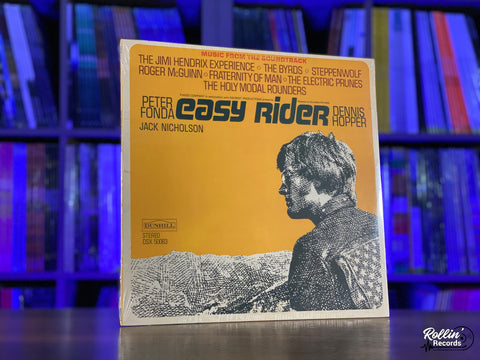 MUSIC FROM THE SOUNDTRACK
THE JIMI HENDRIX EXPERIENCE ◦ THE BYRDS ◦ STEPPENWOLF
ROGER McGUINN ◦ FRATERNITY OF MAN ◦ THE ELECTRIC PRUNES
THE HOLY MODAL ROUNDERS
PETER FONDA
easy RideR
DENNIS HOPPER
JACK NICHOLSON
DUNHILL
STEREO
DSX 50063
Rollin'
Records